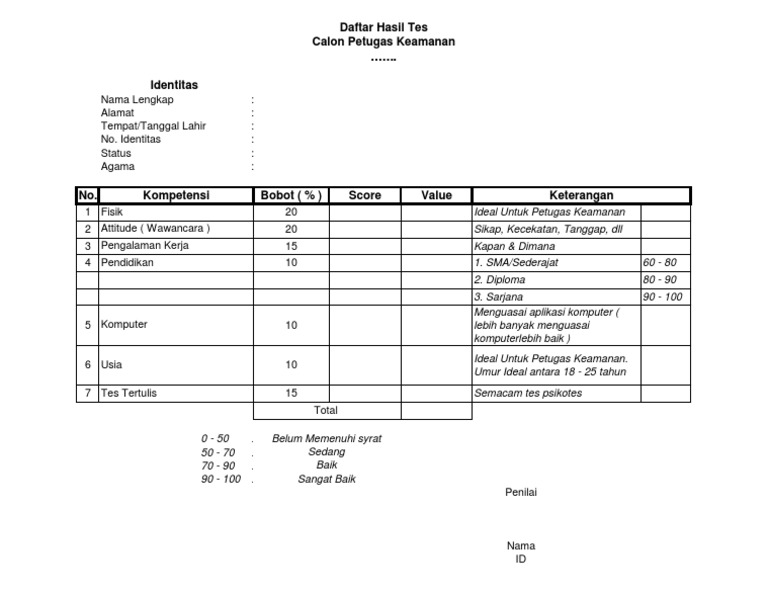 Daftar Hasil Tes
Calon Petugas Keamanan
…….
Identitas
Nama Lengkap :
Alamat :
Tempat/Tanggal Lahir :
No. Identitas :
Status :
Agama :
No. Kompetensi Bobot ( % ) Score Value Keterangan
1 Fisik 20 Ideal Untuk Petugas Keamanan
2 Attitude ( Wawancara ) 20 Sikap, Kecekatan, Tanggap, dll
3 Pengalaman Kerja 15 Kapan & Dimana
4 Pendidikan 10 1. SMA/Sederajat 60 - 80
2. Diploma 80 - 90
3. Sarjana 90 - 100
Menguasai aplikasi komputer (
5 Komputer 10 lebih banyak menguasai
komputerlebih baik )
Ideal Untuk Petugas Keamanan.
6 Usia 10 Umur Ideal antara 18 - 25 tahun
7 Tes Tertulis 15 Semacam tes psikotes
Total
0 - 50 . Belum Memenuhi syrat
50 - 70 . Sedang
70 - 90 . Baik
90 - 100 . Sangat Baik
Penilai
Nama
ID